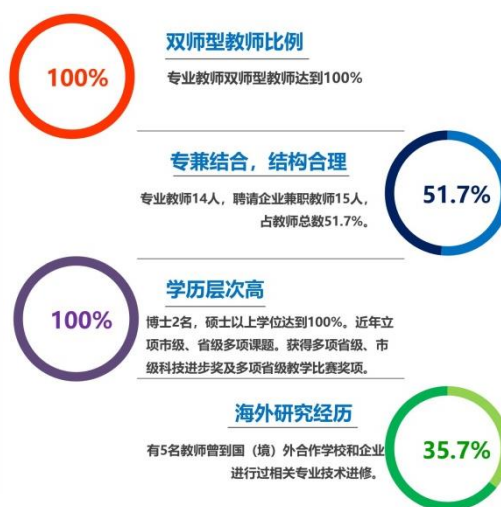 双师型教师比例
100%
专业教师双师型教师达到100%
专兼结合，结构合理
专业教师14人，聘请企业兼职教师15人，
占教师总数51.7%。
51.7%
学历层次高
100%
博士2名，硕士以上学位达到100%。近年立
项市级、省级多项课题。获得多项省级、市
级科技进步奖及多项省级教学比赛奖项。
海外研究经历
有5名教师曾到国（境）外合作学校和企业
进行过相关专业技术进修。
35.7%